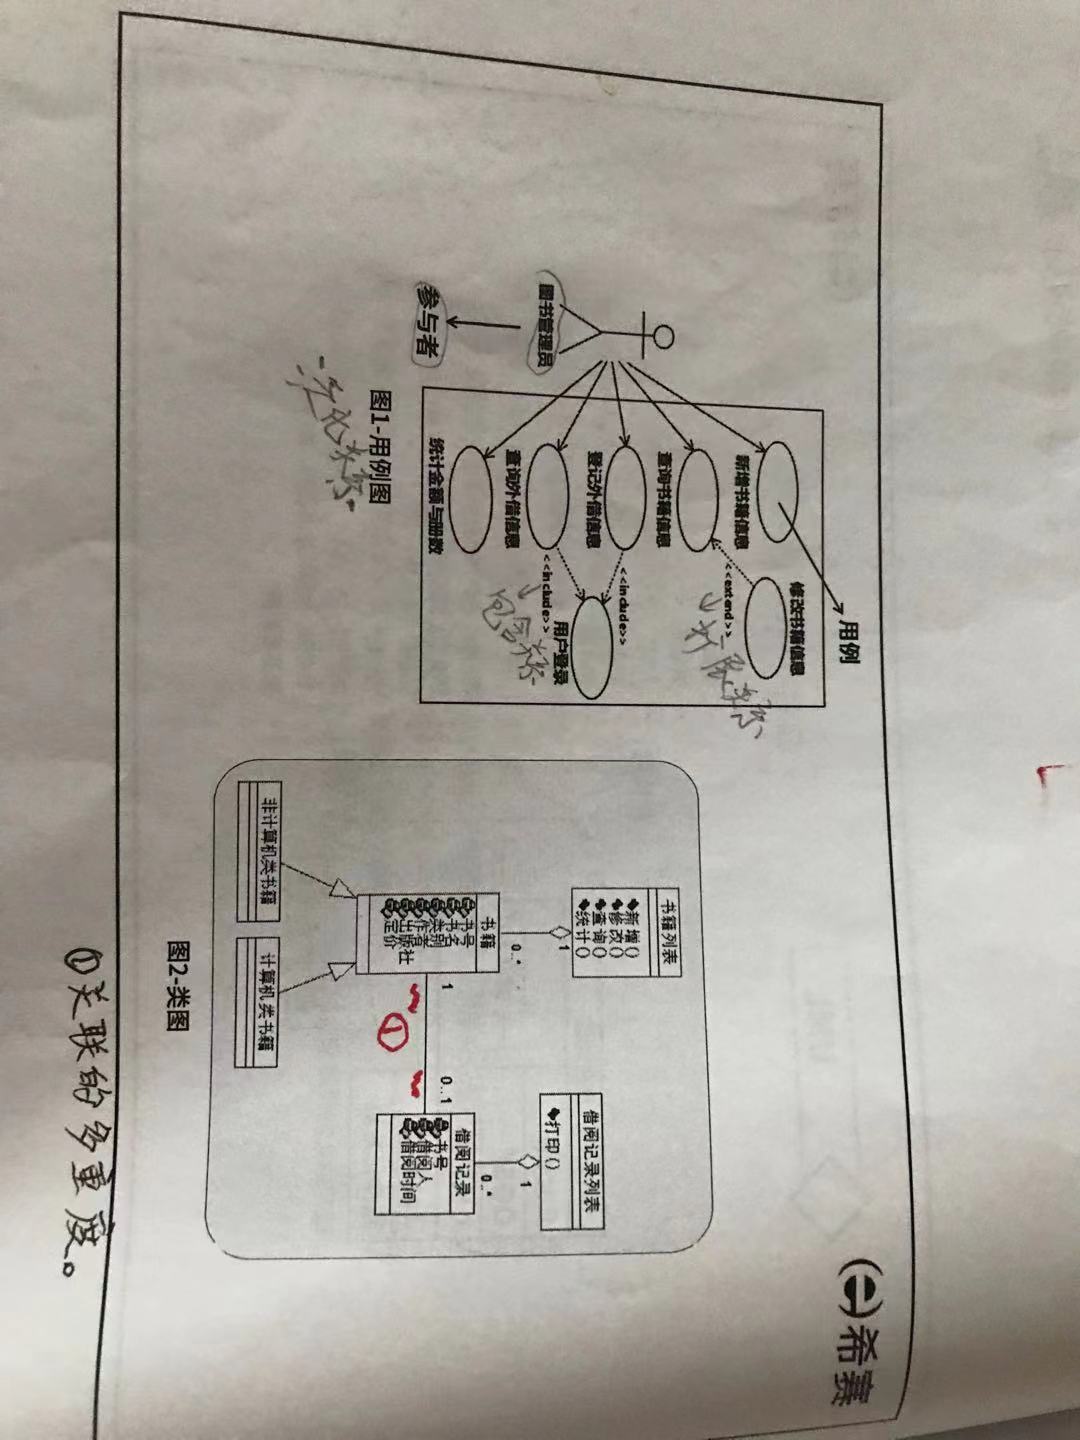 希赛
用例
修改书籍信息
新增书籍信息
<<extend>>
扩展关系
查询书籍信息
<<include>>
登记外借信息
用户登录
<<include>>
包含关系
查询外借信息
统计金额与册数
图书管理员
参与者
图1-用例图
泛化关系
书籍列表
新增()
修改()
查询()
统计()
1
0..*
书籍
书号
书名
类别
作者
出版社
定价
1
0..1
①
借阅记录列表
打印()
1
0..*
借阅记录
书号
借阅人
借阅时间
非计算机类书籍
计算机类书籍
图2-类图
①关联的多重度。